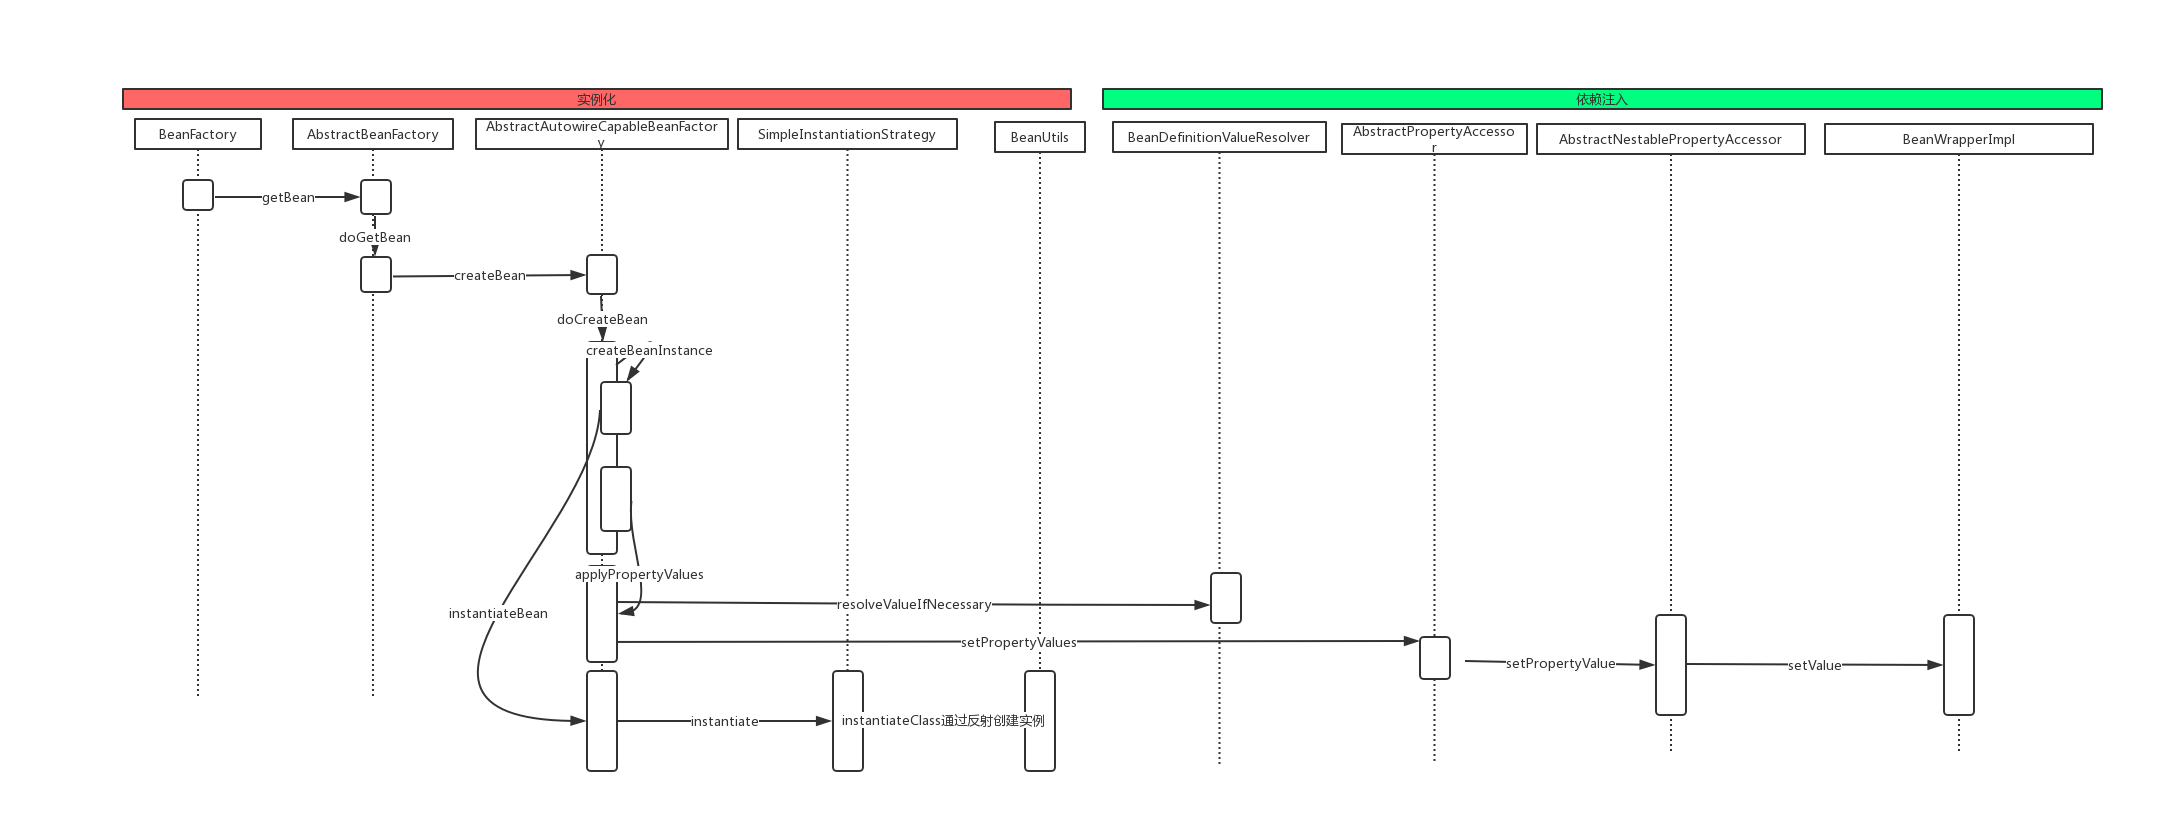 实例化
依赖注入
BeanFactory
AbstractBeanFactory
AbstractAutowireCapableBeanFactor
y
SimpleInstantiationStrategy
BeanUtils
BeanDefinitionValueResolver
AbstractPropertyAccesso
r
AbstractNestablePropertyAccessor
BeanWrapperImpl
getBean
doGetBean
createBean
doCreateBean
createBeanInstance
applyPropertyValues
resolveValueIfNecessary
instantiateBean
setPropertyValues
setPropertyValue
setValue
instantiate
instantiateClass通过反射创建实例